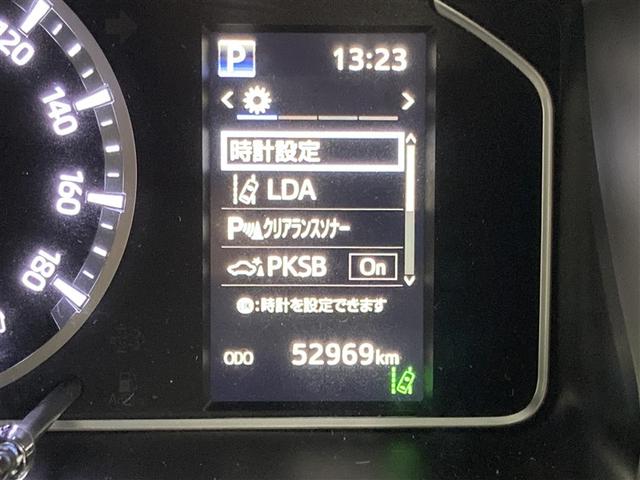 120
140
160
180
P 13:23
時計設定
LDA
P クリアランスソナー
PKSB On
OK:時計を設定できます
ODO 52969km